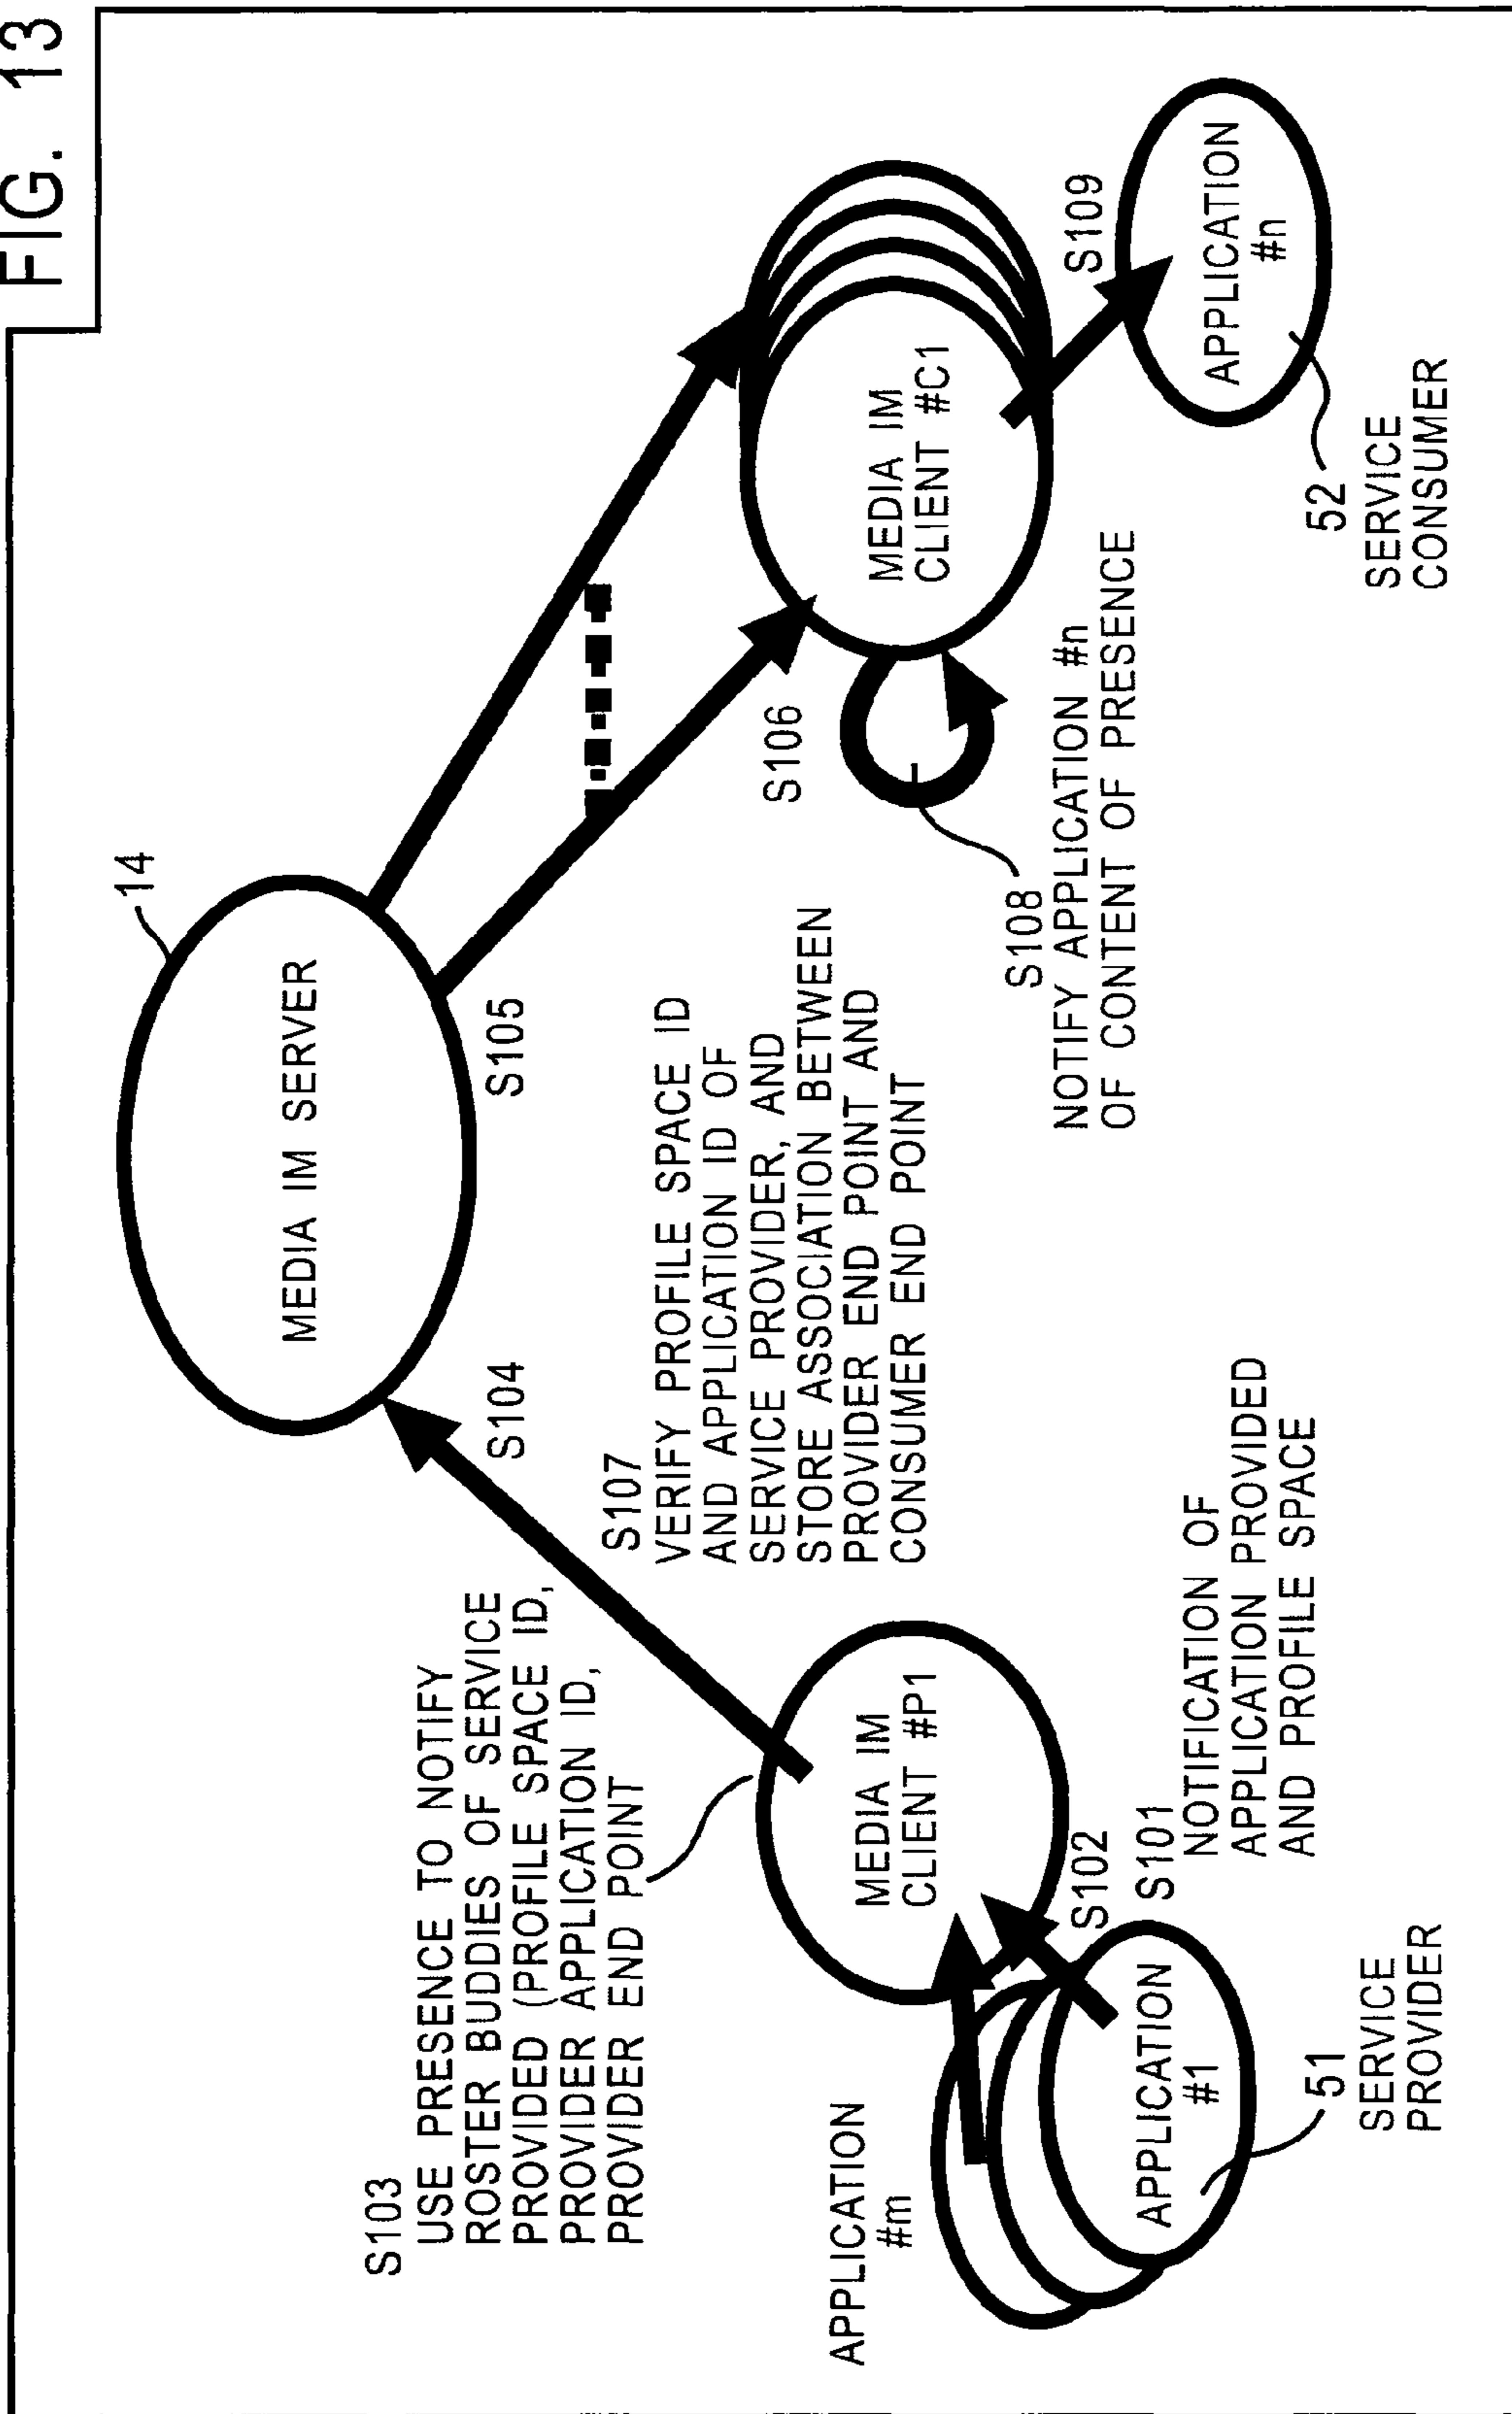 FIG. 13
14
MEDIA IM SERVER
S103
USE PRESENCE TO NOTIFY
ROSTER BUDDIES OF SERVICE
PROVIDED (PROFILE SPACE ID,
PROVIDER APPLICATION ID,
PROVIDER END POINT
S104
S105
S107
VERIFY PROFILE SPACE ID
AND APPLICATION ID OF
SERVICE PROVIDER, AND
STORE ASSOCIATION BETWEEN
PROVIDER END POINT AND
CONSUMER END POINT
S106
MEDIA IM
CLIENT #P1
MEDIA IM
CLIENT #C1
APPLICATION
#m
S108
NOTIFY APPLICATION #n
OF CONTENT OF PRESENCE
S109
S102
S101
NOTIFICATION OF
APPLICATION PROVIDED
AND PROFILE SPACE
APPLICATION
#1
APPLICATION
#n
51
SERVICE
PROVIDER
52
SERVICE
CONSUMER